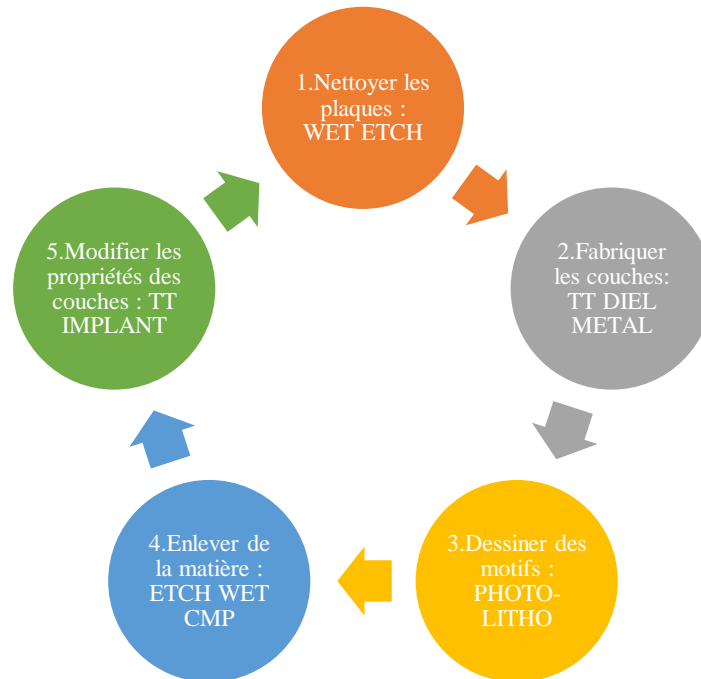 1.Nettoyer les
plaques :
WET ETCH
2.Fabriquer
les couches:
TT DIEL
METAL
3.Dessiner des
motifs :
PHOTO-
LITHO
4.Enlever de
la matière :
ETCH WET
CMP
5.Modifier les
propriétés des
couches : TT
IMPLANT